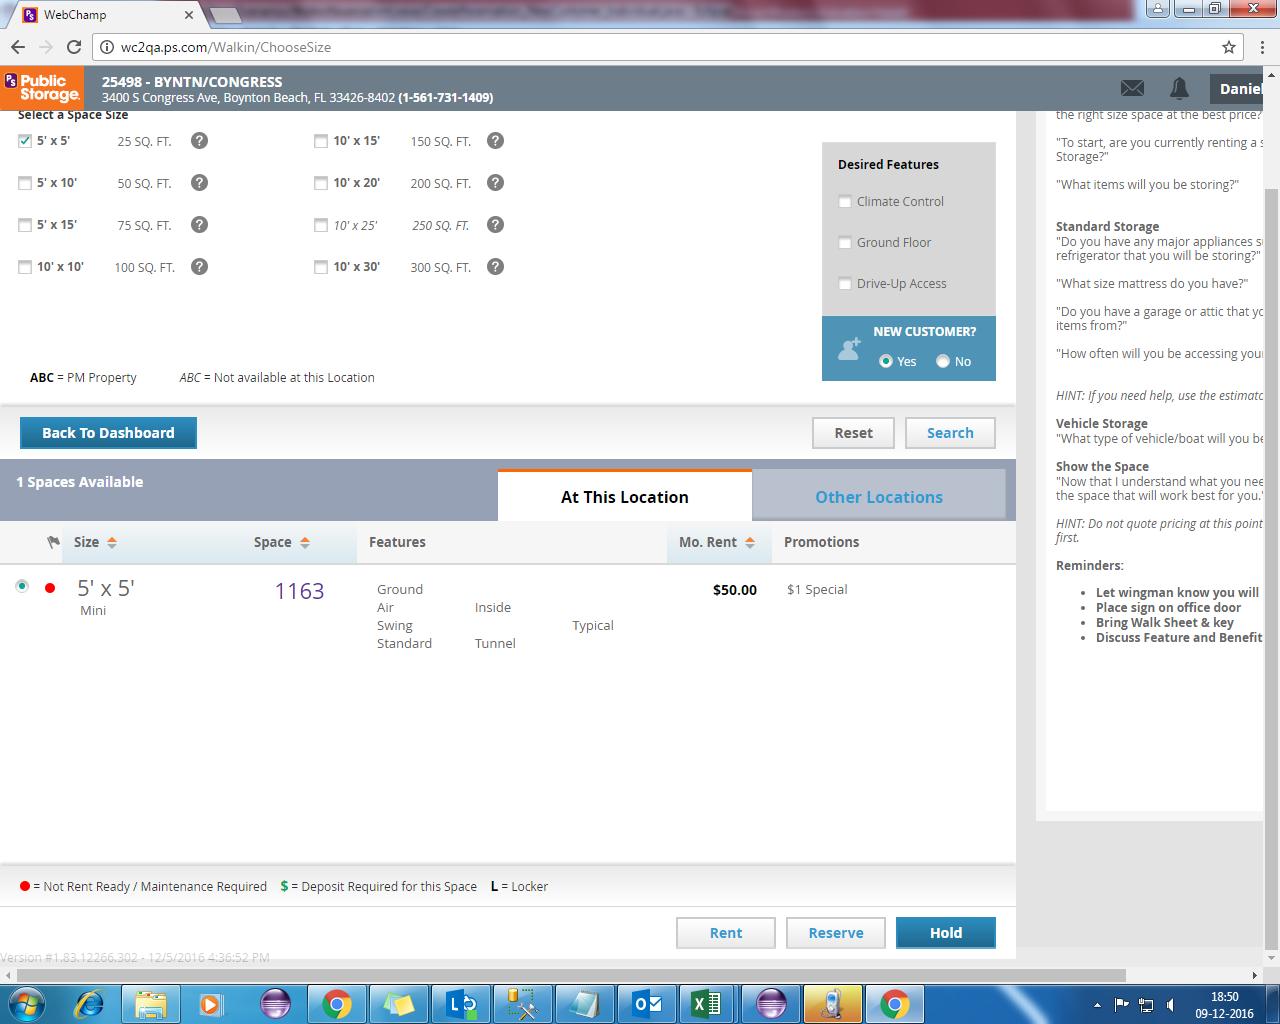 WebChamp
wc2qa.ps.com/Walkin/ChooseSize
PS Public Storage.
25498 - BYNTN/CONGRESS
3400 S Congress Ave, Boynton Beach, FL 33426-8402 (1-561-731-1409)
Daniel
Select a Space Size
5' x 5' 25 SQ. FT. ? 10' x 15' 150 SQ. FT. ?
5' x 10' 50 SQ. FT. ? 10' x 20' 200 SQ. FT. ?
5' x 15' 75 SQ. FT. ? 10' x 25' 250 SQ. FT. ?
10' x 10' 100 SQ. FT. ? 10' x 30' 300 SQ. FT. ?
Desired Features
Climate Control
Ground Floor
Drive-Up Access
NEW CUSTOMER?
Yes No
ABC = PM Property ABC = Not available at this Location
Back To Dashboard Reset Search
1 Spaces Available At This Location Other Locations
Size Space Features Mo. Rent Promotions
5' x 5' 1163 Ground $50.00 $1 Special
Mini Air Inside
Swing Typical
Standard Tunnel
= Not Rent Ready / Maintenance Required $ = Deposit Required for this Space L = Locker
Rent Reserve Hold
Version #1.83.12266.302 - 12/5/2016 4:36:52 PM
the right size space at the best price?
"To start, are you currently renting a s
Storage?"
"What items will you be storing?"
Standard Storage
"Do you have any major appliances su
refrigerator that you will be storing?"
"What size mattress do you have?"
"Do you have a garage or attic that yo
items from?"
"How often will you be accessing your
HINT: If you need help, use the estimato
Vehicle Storage
"What type of vehicle/boat will you be
Show the Space
"Now that I understand what you nee
the space that will work best for you."
HINT: Do not quote pricing at this point
first.
Reminders:
• Let wingman know you will
• Place sign on office door
• Bring Walk Sheet & key
• Discuss Feature and Benefit
18:50
09-12-2016